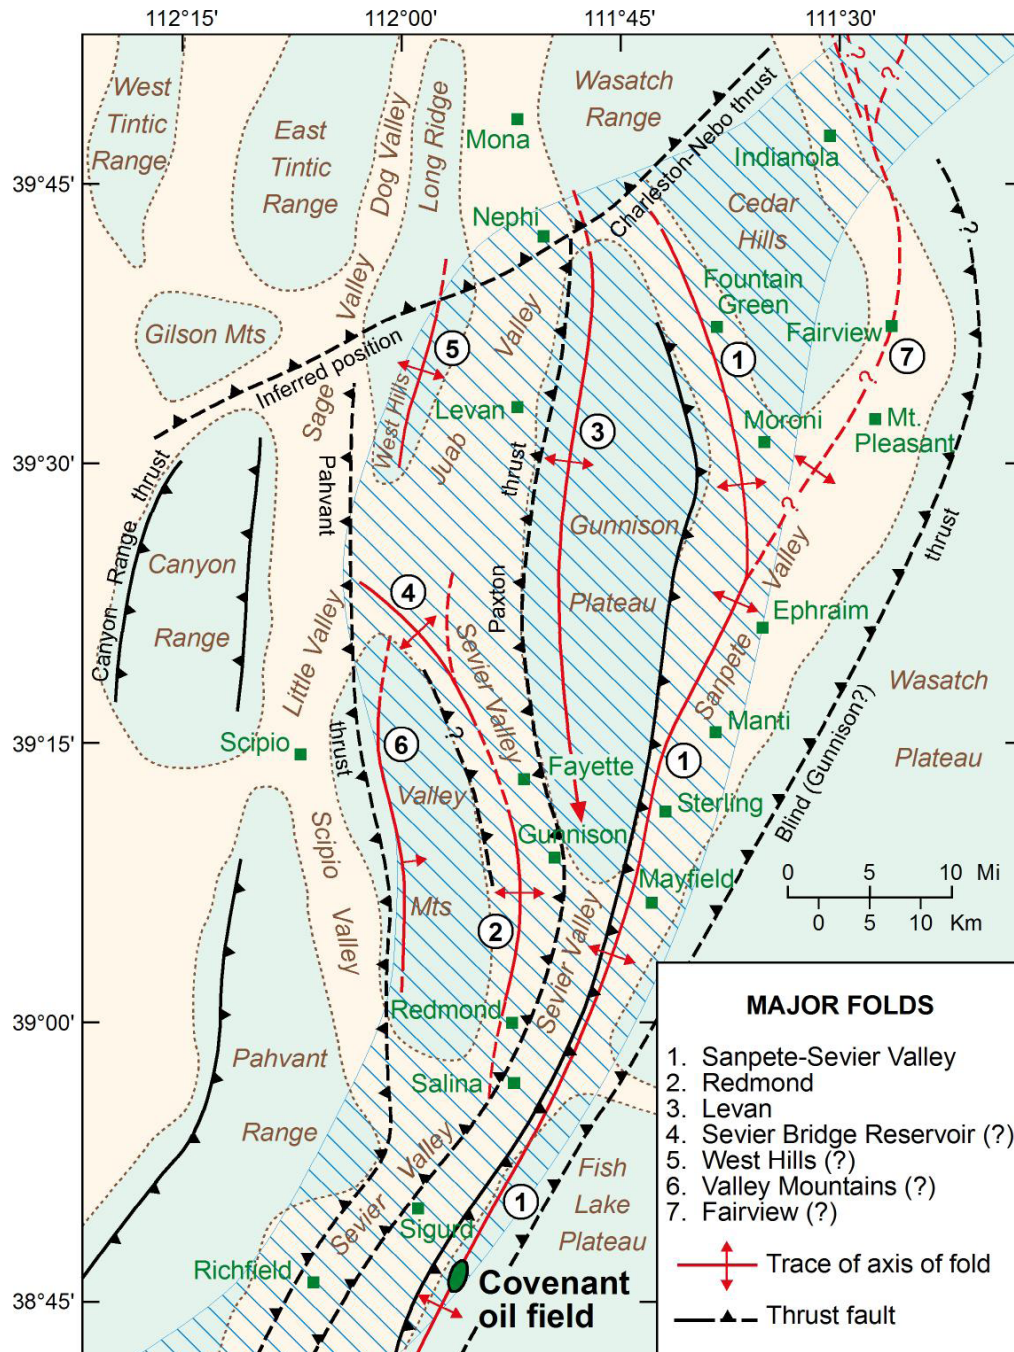 112°15'
112°00'
111°45'
111°30'
West
Tintic
Range
East
Tintic
Range
Dog Valley
Long Ridge
Mona
Wasatch
Range
Charleston-Nebo thrust
?
?
Indianola
39°45'
Nephi
Cedar
Hills
?
Fountain
Green
Fairview
7
Gilson Mts
Inferred position
Sage
Valley
5
Valley
Juab
West Hills
Levan
1
Moroni
?
Mt.
Pleasant
3
39°30'
Canyon Range thrust
Canyon
Range
Pahvant
thrust
Paxton
thrust
Gunnison
Plateau
?
Sanpete
Valley
thrust
Blind (Gunnison?)
Ephraim
4
Little Valley
Sevier Valley
Wasatch
Plateau
Manti
39°15'
Scipio
6
?
Valley
Mts
Fayette
1
Sterling
Gunnison
Mayfield
Scipio
Valley
2
Sevier Valley
0 5 10 Mi
0 5 10 Km
39°00'
Redmond
Salina
Pahvant
Range
Sevier Valley
Sigurd
Richfield
1
Fish
Lake
Plateau
38°45'
Covenant
oil field
MAJOR FOLDS
1. Sanpete-Sevier Valley
2. Redmond
3. Levan
4. Sevier Bridge Reservoir (?)
5. West Hills (?)
6. Valley Mountains (?)
7. Fairview (?)
Trace of axis of fold
Thrust fault